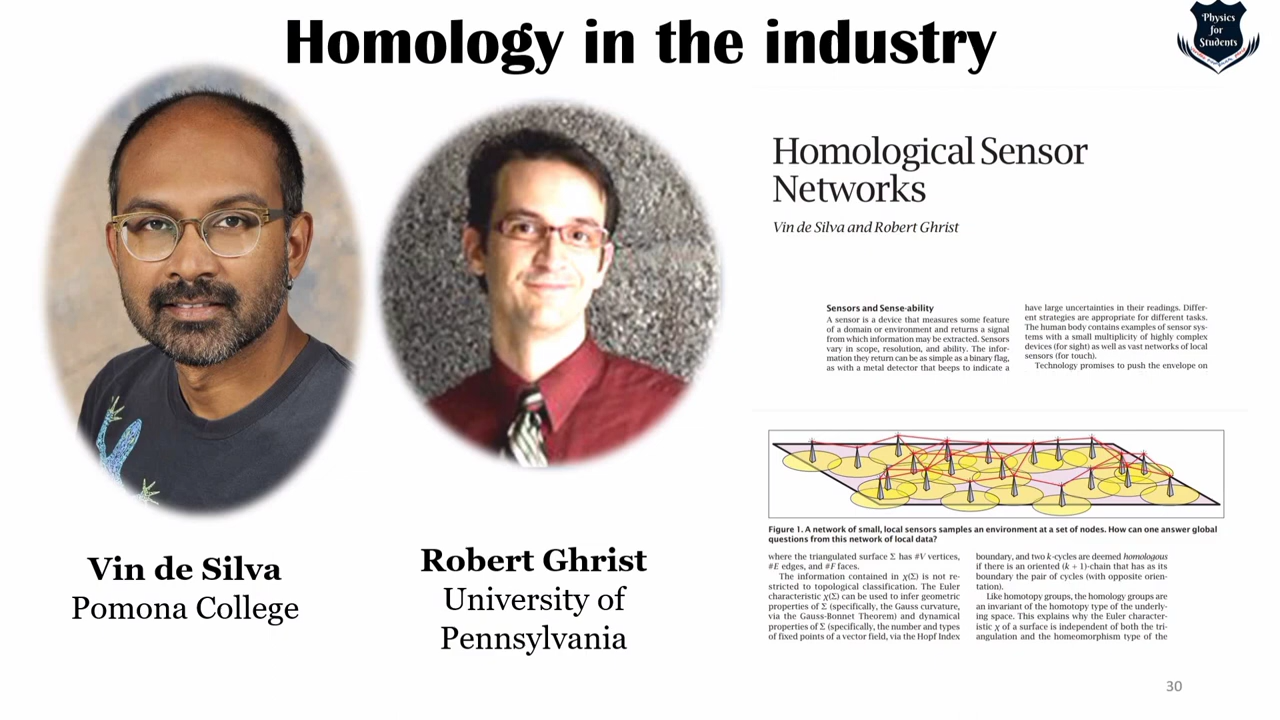 Homology in the industry
Physics
for
Students
Homological Sensor
Networks
Vin de Silva and Robert Ghrist
Sensors and Sense-ability
A sensor is a device that measures some feature
of a domain or environment and returns a signal
from which information may be extracted. Sensors
vary in scope, resolution, and ability. The infor-
mation they return can be as simple as a binary flag,
as with a metal detector that beeps to indicate a
have large uncertainties in their readings. Differ-
ent strategies are appropriate for different tasks.
The human body contains examples of sensor sys-
tems with a small multiplicity of highly complex
devices (for sight) as well as vast networks of local
sensors (for touch).
Technology promises to push the envelope on
Figure 1. A network of small, local sensors samples an environment at a set of nodes. How can one answer global
questions from this network of local data?
where the triangulated surface Σ has #V vertices,
#E edges, and #F faces.
The information contained in χ(Σ) is not re-
stricted to topological classification. The Euler
characteristic χ(Σ) can be used to infer geometric
properties of Σ (specifically, the Gauss curvature,
via the Gauss-Bonnet Theorem) and dynamical
properties of Σ (specifically, the number and types
of fixed points of a vector field, via the Hopf Index
boundary, and two k-cycles are deemed homologous
if there is an oriented (k + 1)-chain that has as its
boundary the pair of cycles (with opposite orien-
tation).
Like homotopy groups, the homology groups are
an invariant of the homotopy type of the underly-
ing space. This explains why the Euler character-
istic χ of a surface is independent of both the tri-
angulation and the homeomorphism type of the
Vin de Silva
Pomona College
Robert Ghrist
University of
Pennsylvania
30